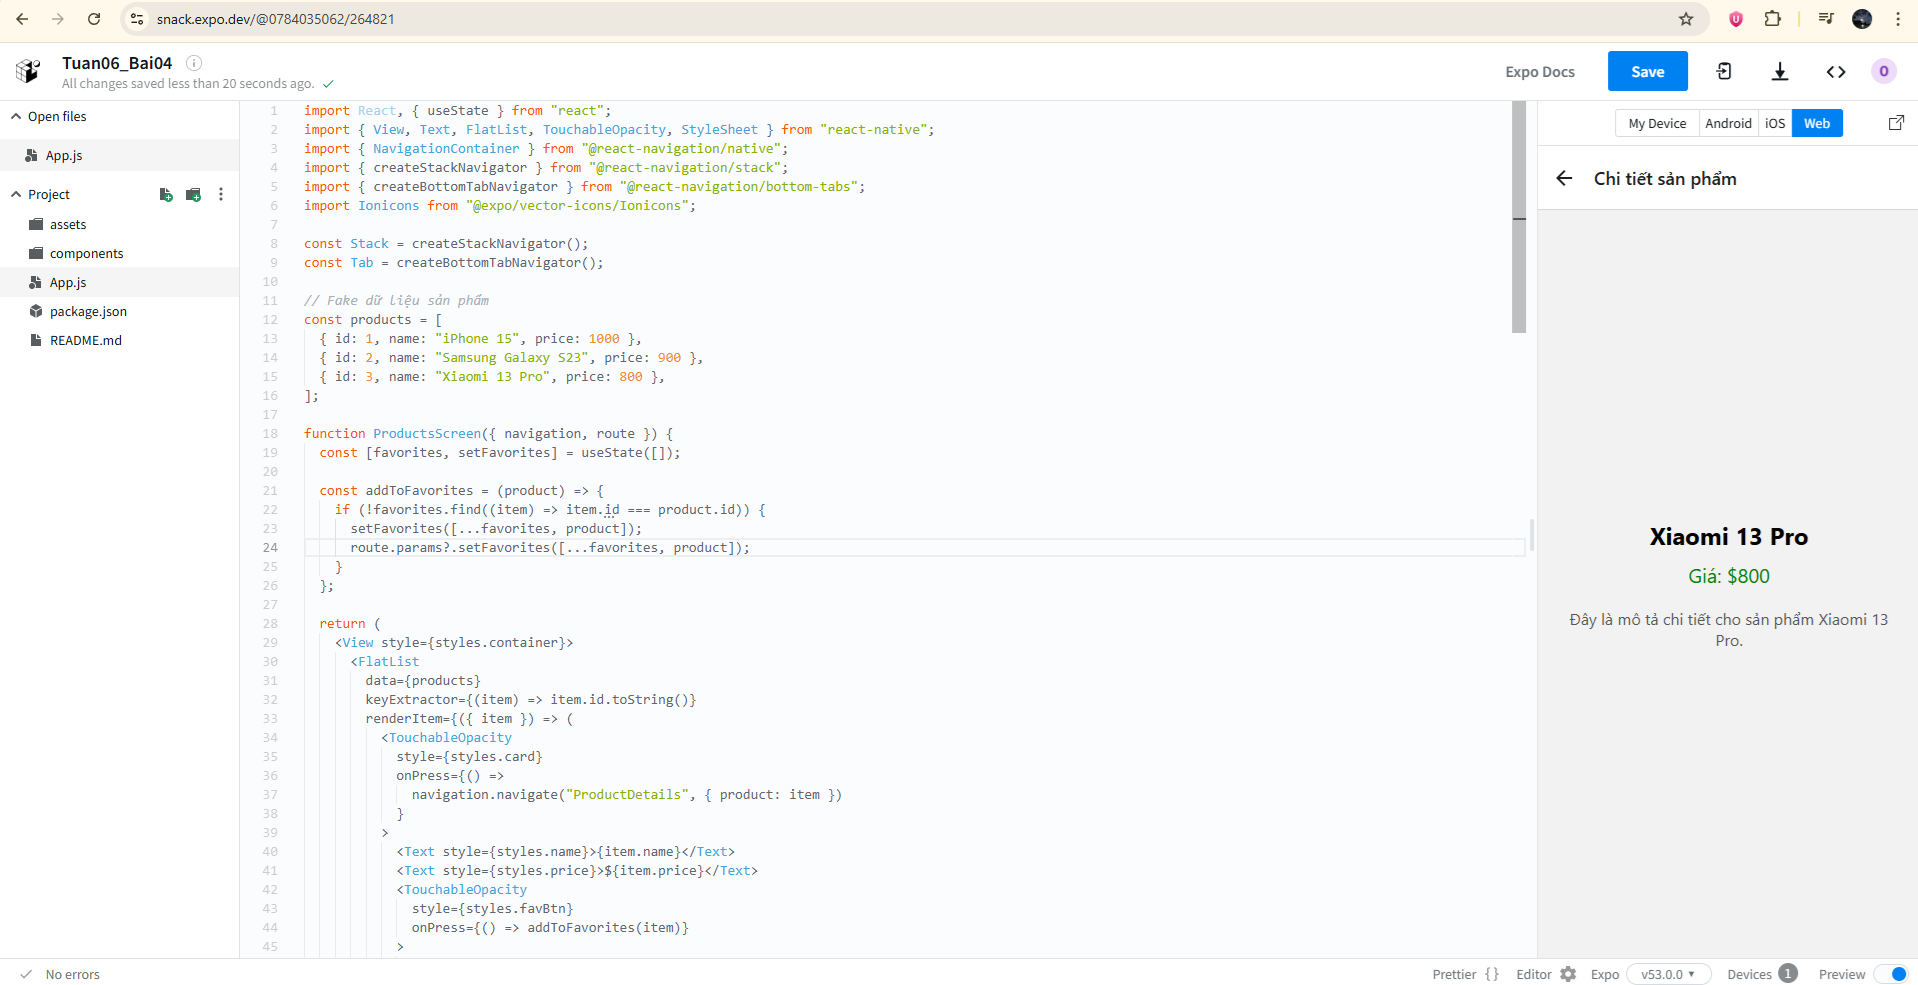 snack.expo.dev/@0784035062/264821
Tuan06_Bai04
All changes saved less than 20 seconds ago.
Expo Docs
Save
O
Open files
App.js
Project
assets
components
App.js
package.json
README.md
1 import React, { useState } from "react";
2 import { View, Text, FlatList, TouchableOpacity, StyleSheet } from "react-native";
3 import { NavigationContainer } from "@react-navigation/native";
4 import { createStackNavigator } from "@react-navigation/stack";
5 import { createBottomTabNavigator } from "@react-navigation/bottom-tabs";
6 import Ionicons from "@expo/vector-icons/Ionicons";
7
8 const Stack = createStackNavigator();
9 const Tab = createBottomTabNavigator();
10
11 // Fake dữ liệu sản phẩm
12 const products = [
13 { id: 1, name: "iPhone 15", price: 1000 },
14 { id: 2, name: "Samsung Galaxy S23", price: 900 },
15 { id: 3, name: "Xiaomi 13 Pro", price: 800 },
16 ];
17
18 function ProductsScreen({ navigation, route }) {
19 const [favorites, setFavorites] = useState([]);
20
21 const addToFavorites = (product) => {
22 if (!favorites.find((item) => item.id === product.id)) {
23 setFavorites([...favorites, product]);
24 route.params?.setFavorites([...favorites, product]);
25 }
26 };
27
28 return (
29 <View style={styles.container}>
30 <FlatList
31 data={products}
32 keyExtractor={(item) => item.id.toString()}
33 renderItem={({ item }) => (
34 <TouchableOpacity
35 style={styles.card}
36 onPress={() =>
37 navigation.navigate("ProductDetails", { product: item })
38 }
39 >
40 <Text style={styles.name}>{item.name}</Text>
41 <Text style={styles.price}>${item.price}</Text>
42 <TouchableOpacity
43 style={styles.favBtn}
44 onPress={() => addToFavorites(item)}
45 >
My Device
Android
iOS
Web
Chi tiết sản phẩm
Xiaomi 13 Pro
Giá: $800
Đây là mô tả chi tiết cho sản phẩm Xiaomi 13
Pro.
No errors
Prettier {}
Editor
Expo
v53.0.0
Devices 1
Preview